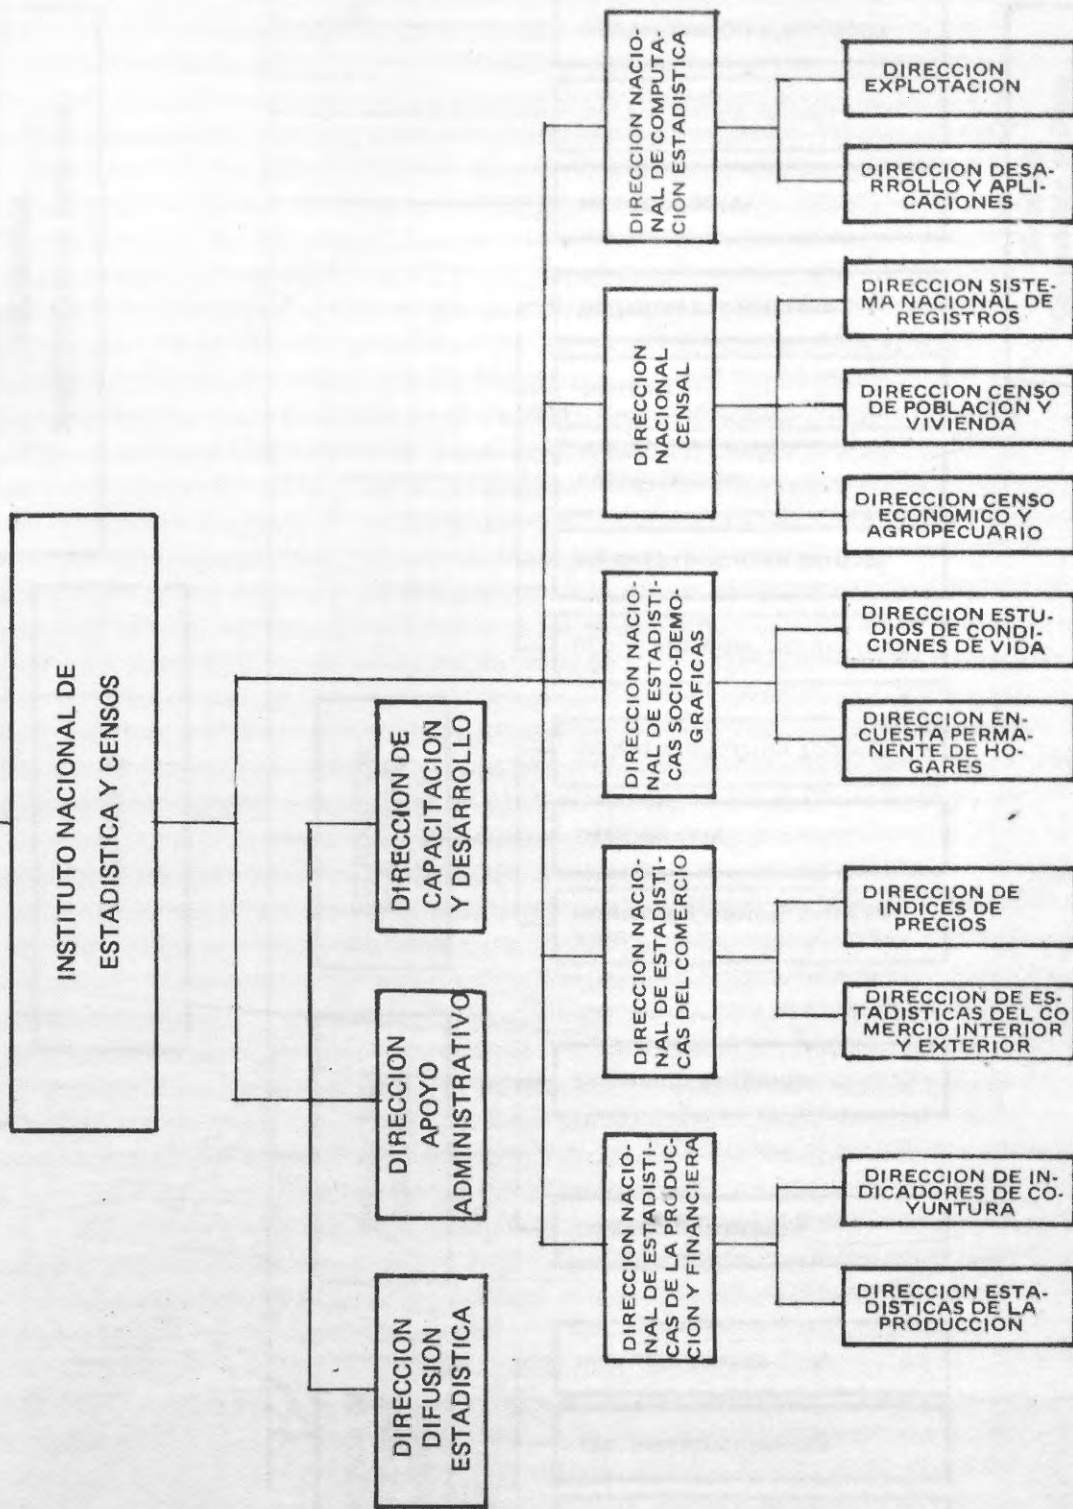 INSTITUTO NACIONAL DE
ESTADISTICA Y CENSOS
DIRECCION
DIFUSION
ESTADISTICA
DIRECCION
APOYO
ADMINISTRATIVO
DIRECCION DE
CAPACITACION
Y DESARROLLO
DIRECCION NACIO-
NAL DE ESTADISTI-
CAS DE LA PRODUC-
CION Y FINANCIERA
DIRECCION NACIO-
NAL DE ESTADISTI-
CAS DEL COMERCIO
DIRECCION NACIO-
NAL DE ESTADISTI-
CAS SOCIO-DEMO-
GRAFICAS
DIRECCION
NACIONAL
CENSAL
DIRECCION NACIO-
NAL DE COMPUTA-
CION ESTADISTICA
DIRECCION
EXPLOTACION
DIRECCION DESA-
RROLLO Y APLI-
CACIONES
DIRECCION SISTE-
MA NACIONAL DE
REGISTROS
DIRECCION CENSO
DE POBLACION Y
VIVIENDA
DIRECCION CENSO
ECONOMICO Y
AGROPECUARIO
DIRECCION ESTU-
DIOS DE CONDI-
CIONES DE VIDA
DIRECCION EN-
CUESTA PERMA-
NENTE DE HO-
GARES
DIRECCION DE
INDICES DE
PRECIOS
DIRECCION DE ES-
TADISTICAS DEL CO
MERCIO INTERIOR
Y EXTERIOR
DIRECCION DE IN-
DICADORES DE CO-
YUNTURA
DIRECCION ESTA-
DISTICAS DE LA
PRODUCCION